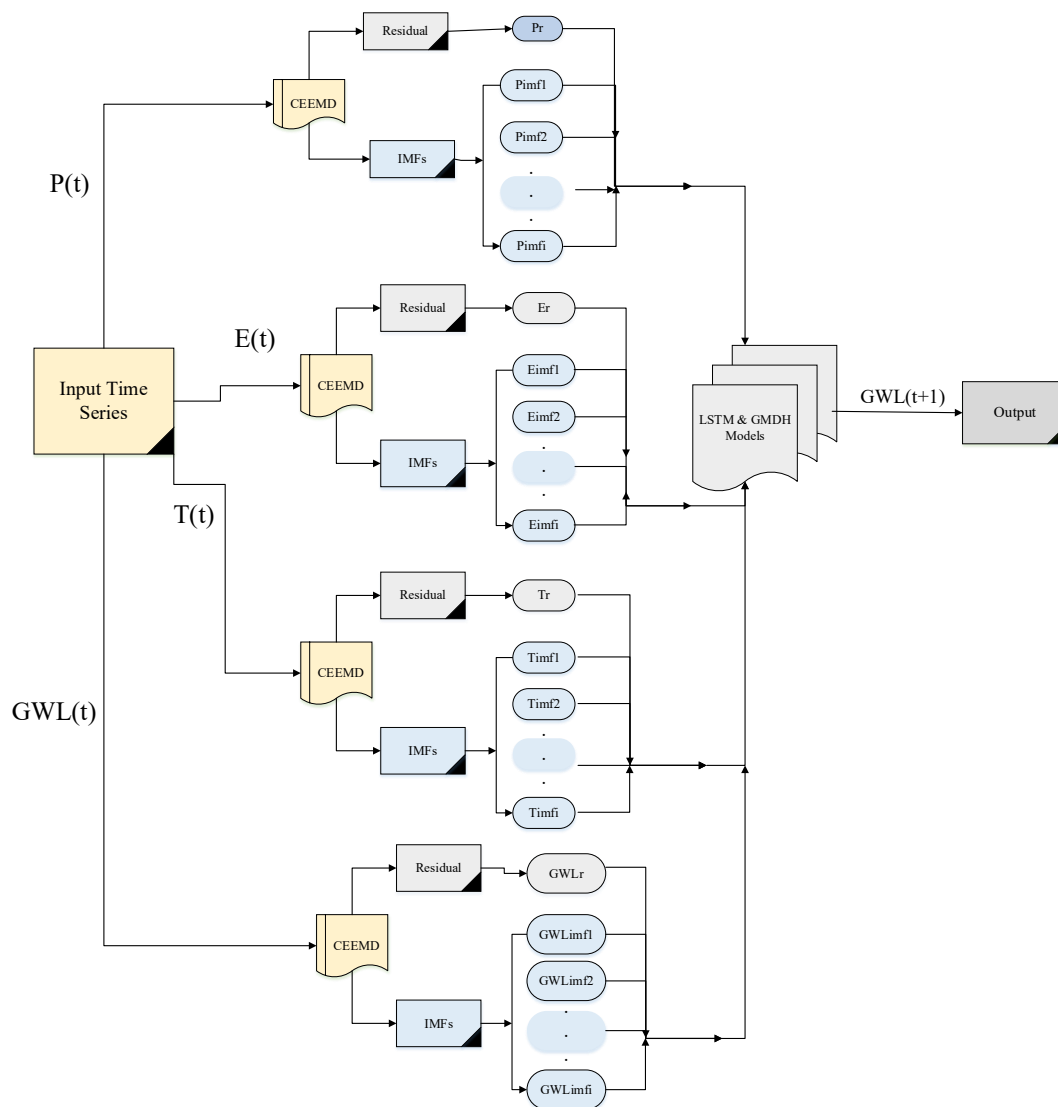 Residual
Pr
CEEMD
Pimf1
Pimf2
IMFs
.
.
.
P(t)
Pimfi
Residual
Er
E(t)
Input Time
Series
CEEMD
Eimf1
Eimf2
IMFs
.
.
.
Eimfi
LSTM & GMDH
Models
GWL(t+1)
Output
T(t)
Residual
Tr
CEEMD
Timf1
Timf2
IMFs
.
.
.
Timfi
GWL(t)
Residual
GWLr
CEEMD
GWLimf1
GWLimf2
IMFs
.
.
.
GWLimfi